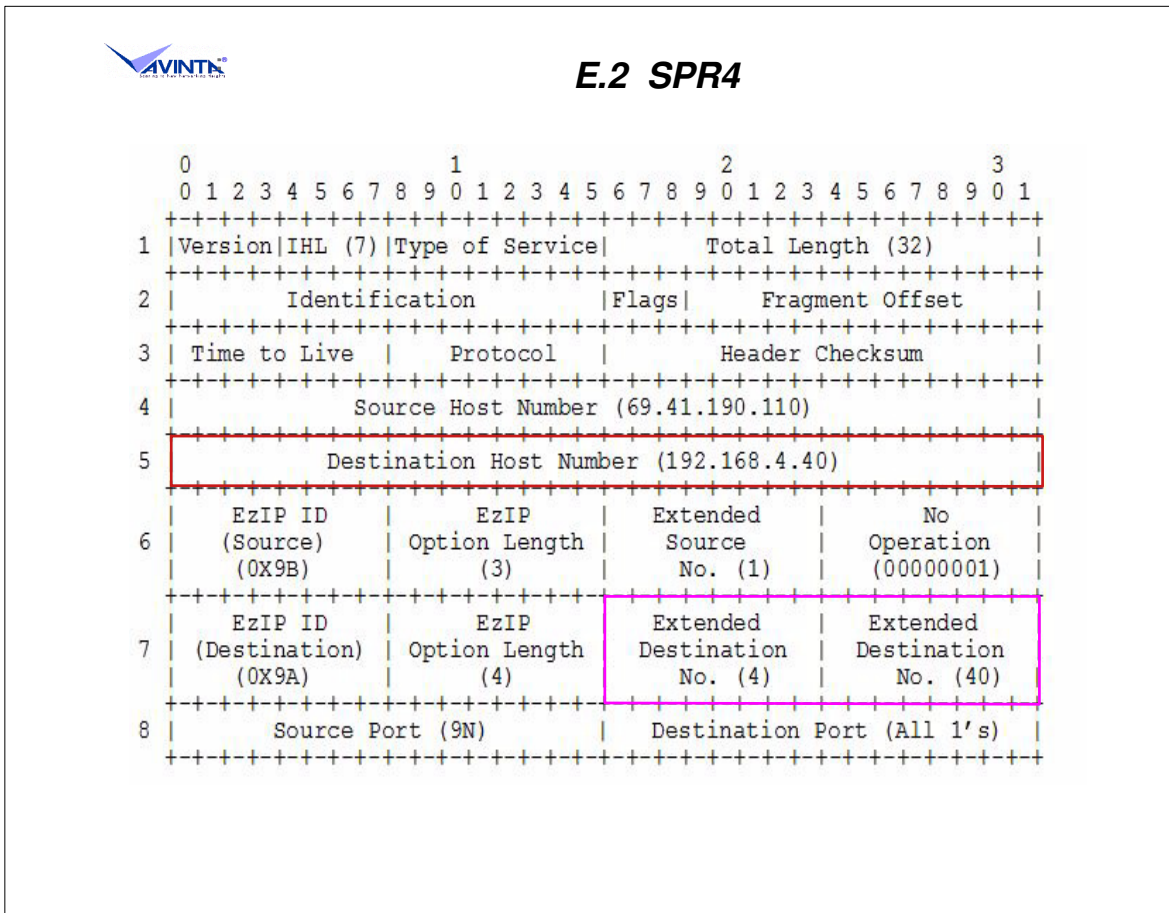 AVINTA®
E.2 SPR4
0 1 2 3
0 1 2 3 4 5 6 7 8 9 0 1 2 3 4 5 6 7 8 9 0 1 2 3 4 5 6 7 8 9 0 1
+-+-+-+-+-+-+-+-+-+-+-+-+-+-+-+-+-+-+-+-+-+-+-+-+-+-+-+-+-+-+-+-+
1 |Version|IHL (7)|Type of Service| Total Length (32) |
+-+-+-+-+-+-+-+-+-+-+-+-+-+-+-+-+-+-+-+-+-+-+-+-+-+-+-+-+-+-+-+-+
2 | Identification |Flags| Fragment Offset |
+-+-+-+-+-+-+-+-+-+-+-+-+-+-+-+-+-+-+-+-+-+-+-+-+-+-+-+-+-+-+-+-+
3 | Time to Live | Protocol | Header Checksum |
+-+-+-+-+-+-+-+-+-+-+-+-+-+-+-+-+-+-+-+-+-+-+-+-+-+-+-+-+-+-+-+-+
4 | Source Host Number (69.41.190.110) |
+-+-+-+-+-+-+-+-+-+-+-+-+-+-+-+-+-+-+-+-+-+-+-+-+-+-+-+-+-+-+-+-+
5 | Destination Host Number (192.168.4.40) |
+-+-+-+-+-+-+-+-+-+-+-+-+-+-+-+-+-+-+-+-+-+-+-+-+-+-+-+-+-+-+-+-+
| EzIP ID | EzIP | Extended | No |
6 | (Source) | Option Length | Source | Operation |
| (0X9B) | (3) | No. (1) | (00000001) |
+-+-+-+-+-+-+-+-+-+-+-+-+-+-+-+-+-+-+-+-+-+-+-+-+-+-+-+-+-+-+-+-+
| EzIP ID | EzIP | Extended | Extended |
7 | (Destination) | Option Length | Destination | Destination |
| (0X9A) | (4) | No. (4) | No. (40) |
+-+-+-+-+-+-+-+-+-+-+-+-+-+-+-+-+-+-+-+-+-+-+-+-+-+-+-+-+-+-+-+-+
8 | Source Port (9N) | Destination Port (All 1's) |
+-+-+-+-+-+-+-+-+-+-+-+-+-+-+-+-+-+-+-+-+-+-+-+-+-+-+-+-+-+-+-+-+